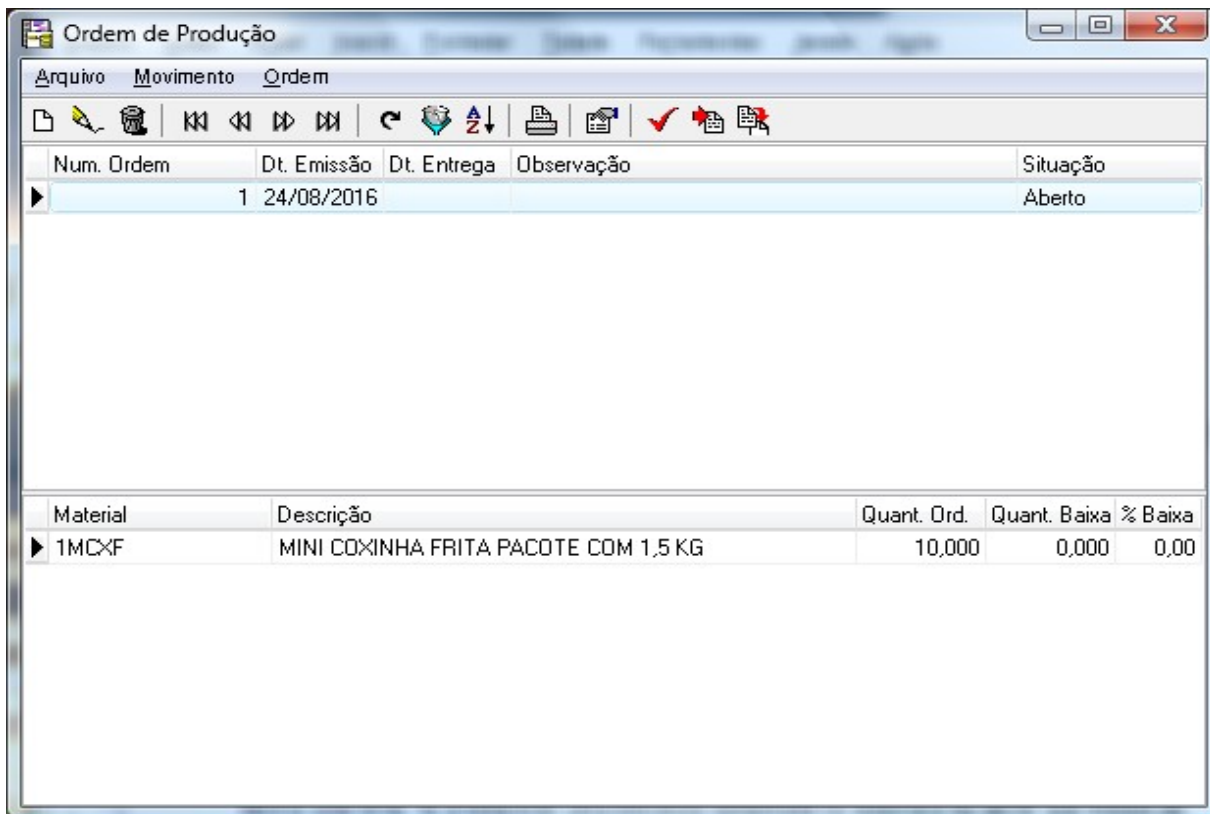 Ordem de Produção
Arquivo Movimento Ordem
Num. Ordem Dt. Emissão Dt. Entrega Observação Situação
1 24/08/2016 Aberto
Material Descrição Quant. Ord. Quant. Baixa % Baixa
1MCXF MINI COXINHA FRITA PACOTE COM 1,5 KG 10,000 0,000 0,00